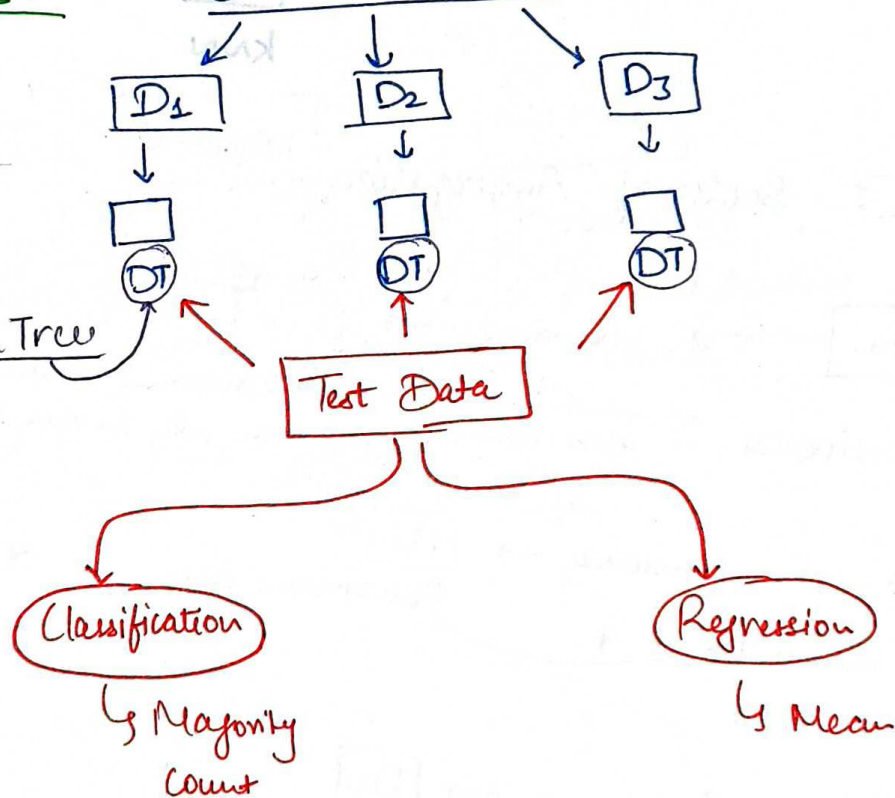 D1 D2 D3
DT DT DT
Tree
Test Data
Classification Regression
↳ Majority ↳ Mean
count